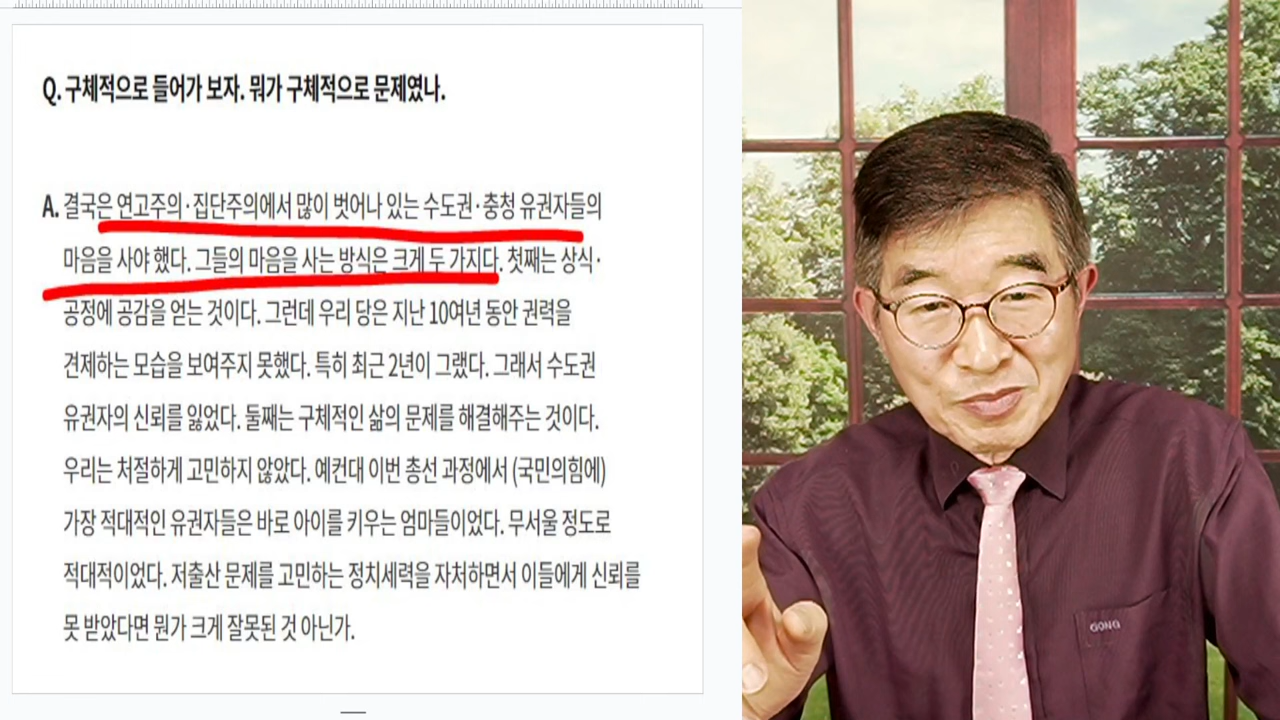 Q. 구체적으로 들어가 보자. 뭐가 구체적으로 문제였나.
A. 결국은 연고주의·집단주의에서 많이 벗어나 있는 수도권·충청 유권자들의
마음을 사야 했다. 그들의 마음을 사는 방식은 크게 두 가지다. 첫째는 상식·
공정에 공감을 얻는 것이다. 그런데 우리 당은 지난 10여년 동안 권력을
견제하는 모습을 보여주지 못했다. 특히 최근 2년이 그랬다. 그래서 수도권
유권자의 신뢰를 잃었다. 둘째는 구체적인 삶의 문제를 해결해주는 것이다.
우리는 처절하게 고민하지 않았다. 예컨대 이번 총선 과정에서 (국민의힘에)
가장 적대적인 유권자들은 바로 아이를 키우는 엄마들이었다. 무서울 정도로
적대적이었다. 저출산 문제를 고민하는 정치세력을 자처하면서 이들에게 신뢰를
못 받았다면 뭔가 크게 잘못된 것 아닌가.
GONG